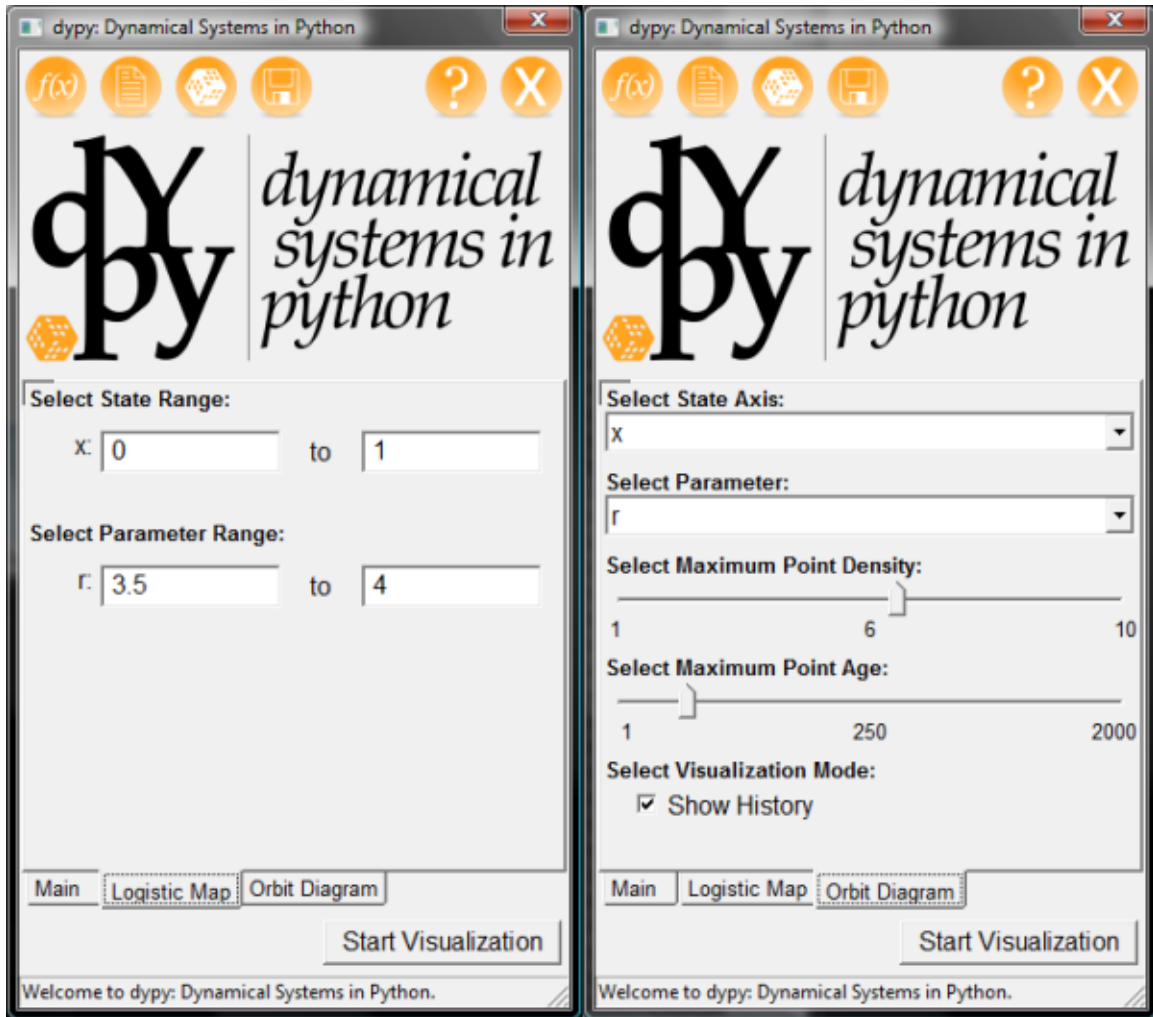 dypy: Dynamical Systems in Python
f(x)
?
X
dYpy
dynamical
systems in
python
Select State Range:
x: 0 to 1
Select Parameter Range:
r: 3.5 to 4
Main Logistic Map Orbit Diagram
Start Visualization
Welcome to dypy: Dynamical Systems in Python.
dypy: Dynamical Systems in Python
f(x)
?
X
dYpy
dynamical
systems in
python
Select State Axis:
x
Select Parameter:
r
Select Maximum Point Density:
1 6 10
Select Maximum Point Age:
1 250 2000
Select Visualization Mode:
Show History
Main Logistic Map Orbit Diagram
Start Visualization
Welcome to dypy: Dynamical Systems in Python.